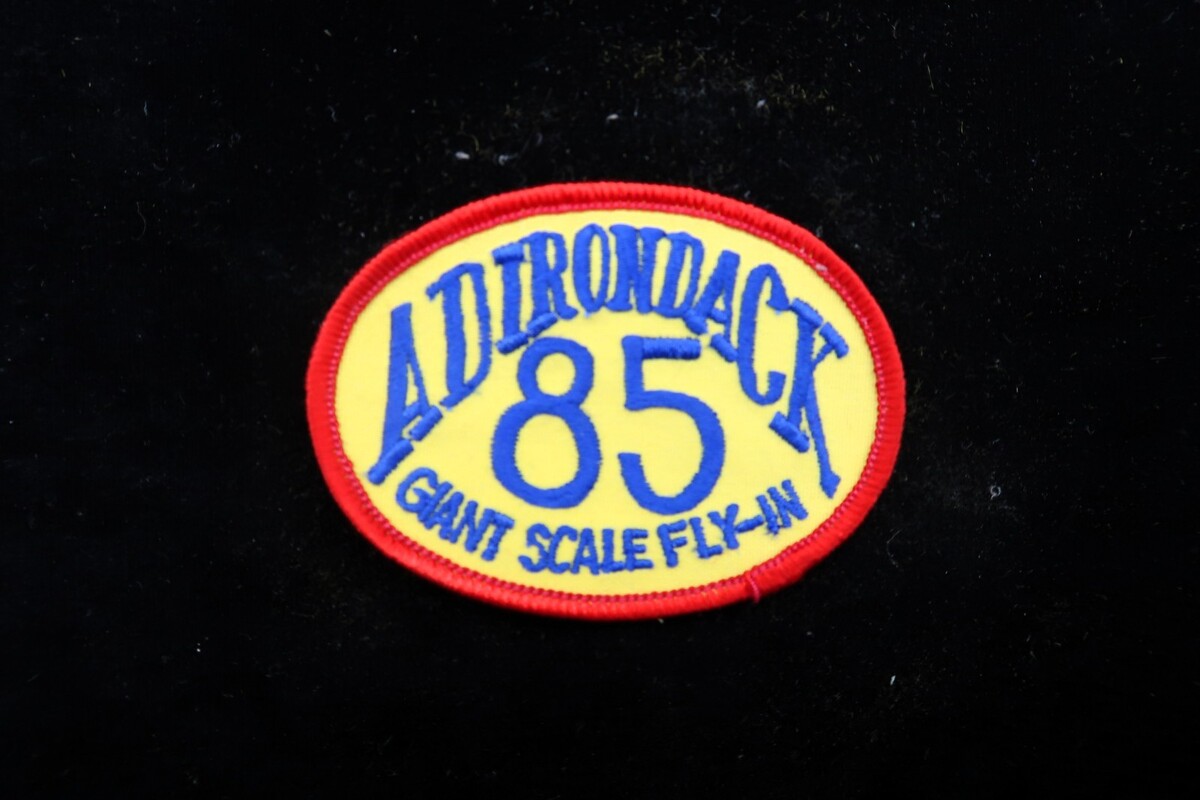 ADIRONDACK
85
GIANT SCALE FLY-IN